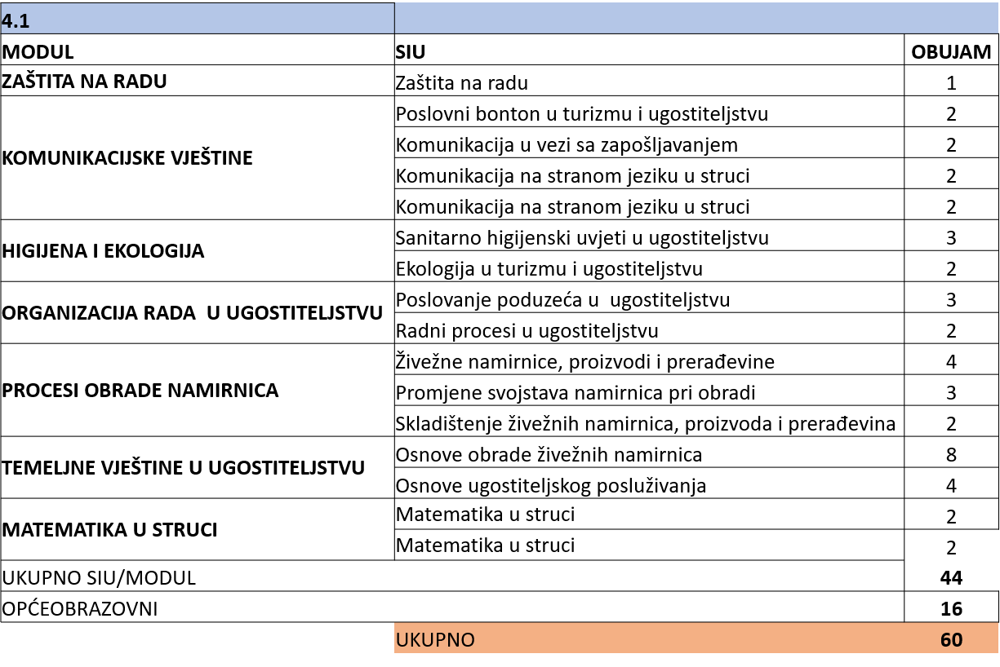 4.1
MODUL SIU OBUJAM
ZAŠTITA NA RADU Zaštita na radu 1
KOMUNIKACIJSKE VJEŠTINE Poslovni bonton u turizmu i ugostiteljstvu 2
Komunikacija u vezi sa zapošljavanjem 2
Komunikacija na stranom jeziku u struci 2
Komunikacija na stranom jeziku u struci 2
HIGIJENA I EKOLOGIJA Sanitarno higijenski uvjeti u ugostiteljstvu 3
Ekologija u turizmu i ugostiteljstvu 2
ORGANIZACIJA RADA U UGOSTITELJSTVU Poslovanje poduzeća u ugostiteljstvu 3
Radni procesi u ugostiteljstvu 2
PROCESI OBRADE NAMIRNICA Živežne namirnice, proizvodi i prerađevine 4
Promjene svojstava namirnica pri obradi 3
Skladištenje živežnih namirnica, proizvoda i prerađevina 2
TEMELJNE VJEŠTINE U UGOSTITELJSTVU Osnove obrade živežnih namirnica 8
Osnove ugostiteljskog posluživanja 4
MATEMATIKA U STRUCI Matematika u struci 2
Matematika u struci 2
UKUPNO SIU/MODUL 44
OPĆEOBRAZOVNI 16
UKUPNO 60